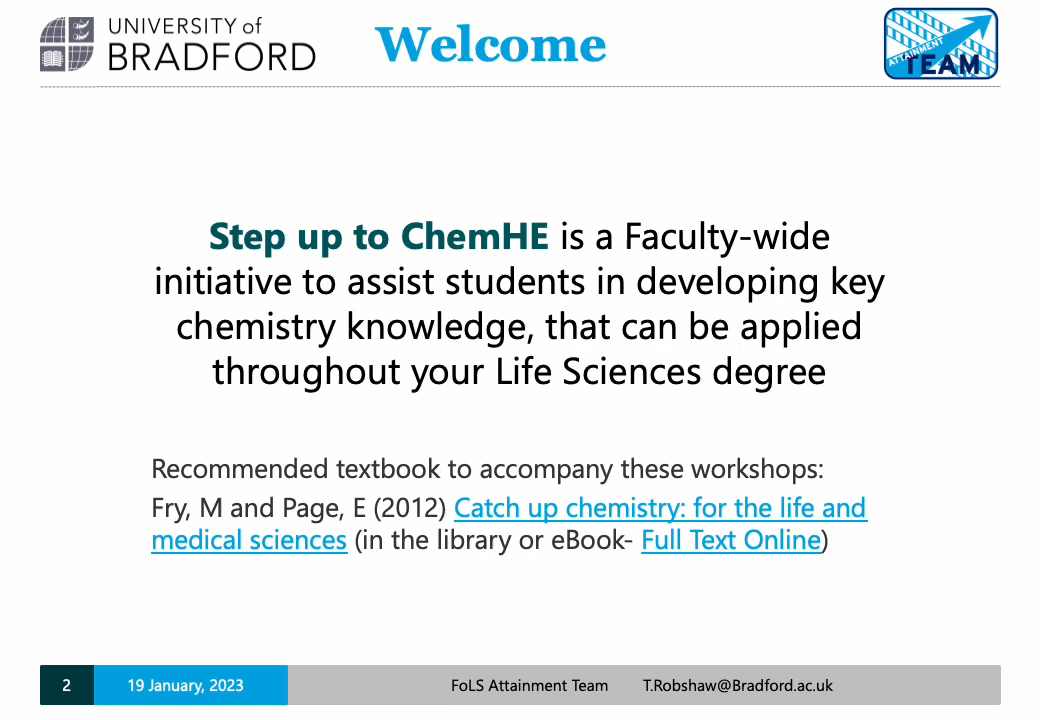 UNIVERSITY of
BRADFORD
Welcome
ATTAINMENT
TEAM
Step up to ChemHE is a Faculty-wide
initiative to assist students in developing key
chemistry knowledge, that can be applied
throughout your Life Sciences degree
Recommended textbook to accompany these workshops:
Fry, M and Page, E (2012) Catch up chemistry: for the life and
medical sciences (in the library or eBook- Full Text Online)
2
19 January, 2023
FoLS Attainment Team
T.Robshaw@Bradford.ac.uk